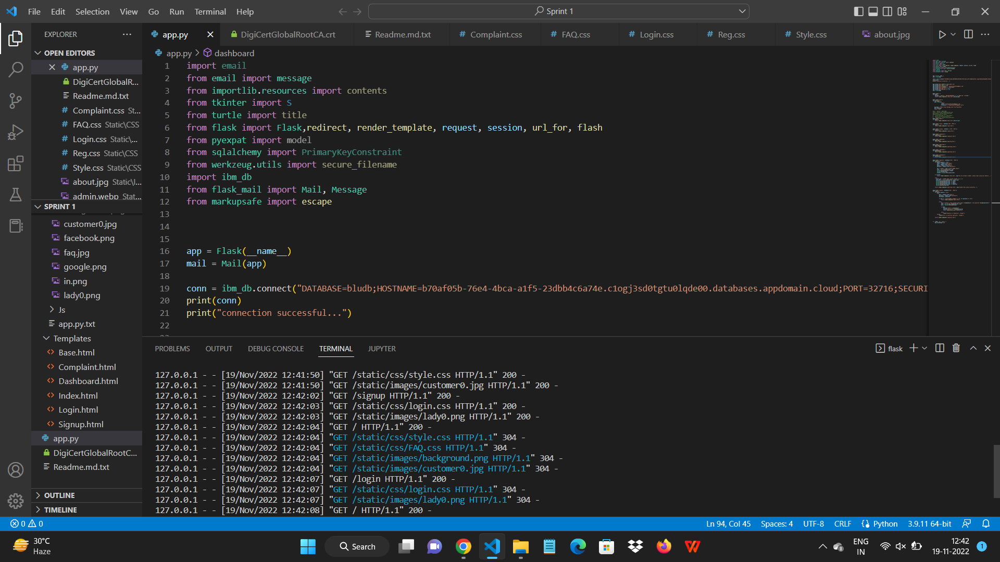 File Edit Selection View Go Run Terminal Help
Sprint 1
EXPLORER
app.py
DigiCertGlobalRootCA.crt
Readme.md.txt
# Complaint.css
# FAQ.css
# Login.css
# Reg.css
# Style.css
about.jpg
OPEN EDITORS
app.py
DigiCertGlobalR...
Readme.md.txt
# Complaint.css St...
# FAQ.css Static\CSS
# Login.css Static\...
# Reg.css Static\CSS
# Style.css Static\CSS
about.jpg Static\I...
admin.webp Stat...
SPRINT 1
customer0.jpg
facebook.png
faq.jpg
google.png
in.png
lady0.png
Js
app.py.txt
Templates
Base.html
Complaint.html
Dashboard.html
Index.html
Login.html
Signup.html
app.py
DigiCertGlobalRootC...
Readme.md.txt
OUTLINE
TIMELINE
app.py > dashboard
1 import email
2 from email import message
3 from importlib.resources import contents
4 from tkinter import S
5 from turtle import title
6 from flask import Flask,redirect, render_template, request, session, url_for, flash
7 from pyexpat import model
8 from sqlalchemy import PrimaryKeyConstraint
9 from werkzeug.utils import secure_filename
10 import ibm_db
11 from flask_mail import Mail, Message
12 from markupsafe import escape
13
14
15
16 app = Flask(__name__)
17 mail = Mail(app)
18
19 conn = ibm_db.connect("DATABASE=bludb;HOSTNAME=b70af05b-76e4-4bca-a1f5-23dbb4c6a74e.c1ogj3sd0tgtu0lqde00.databases.appdomain.cloud;PORT=32716;SECURI
20 print(conn)
21 print("connection successful...")
22
PROBLEMS OUTPUT DEBUG CONSOLE TERMINAL JUPYTER
flask
127.0.0.1 - - [19/Nov/2022 12:41:50] "GET /static/css/style.css HTTP/1.1" 200 -
127.0.0.1 - - [19/Nov/2022 12:41:50] "GET /static/images/customer0.jpg HTTP/1.1" 200 -
127.0.0.1 - - [19/Nov/2022 12:42:02] "GET /signup HTTP/1.1" 200 -
127.0.0.1 - - [19/Nov/2022 12:42:03] "GET /static/css/login.css HTTP/1.1" 200 -
127.0.0.1 - - [19/Nov/2022 12:42:03] "GET /static/images/lady0.png HTTP/1.1" 200 -
127.0.0.1 - - [19/Nov/2022 12:42:04] "GET / HTTP/1.1" 200 -
127.0.0.1 - - [19/Nov/2022 12:42:04] "GET /static/css/style.css HTTP/1.1" 304 -
127.0.0.1 - - [19/Nov/2022 12:42:04] "GET /static/css/FAQ.css HTTP/1.1" 304 -
127.0.0.1 - - [19/Nov/2022 12:42:04] "GET /static/images/background.png HTTP/1.1" 304 -
127.0.0.1 - - [19/Nov/2022 12:42:04] "GET /static/images/customer0.jpg HTTP/1.1" 304 -
127.0.0.1 - - [19/Nov/2022 12:42:07] "GET /login HTTP/1.1" 200 -
127.0.0.1 - - [19/Nov/2022 12:42:07] "GET /static/css/login.css HTTP/1.1" 304 -
127.0.0.1 - - [19/Nov/2022 12:42:07] "GET /static/images/lady0.png HTTP/1.1" 304 -
127.0.0.1 - - [19/Nov/2022 12:42:08] "GET / HTTP/1.1" 200 -
0 0
Ln 94, Col 45 Spaces: 4 UTF-8 CRLF Python 3.9.11 64-bit
30°C
Haze
Search
ENG
IN
12:42
19-11-2022
1